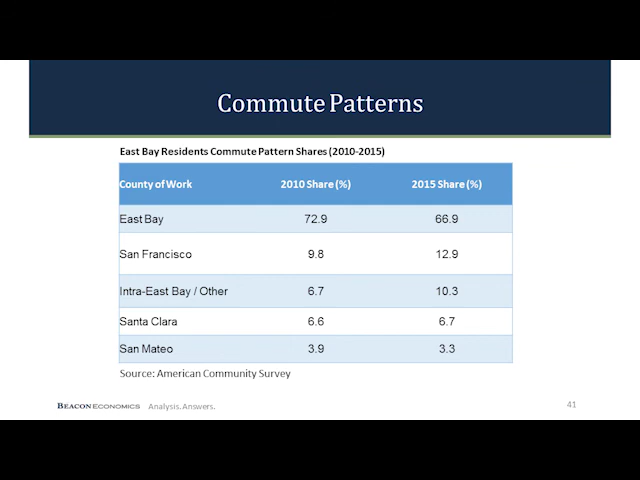 Commute Patterns
East Bay Residents Commute Pattern Shares (2010-2015)
County of Work 2010 Share (%) 2015 Share (%)
East Bay 72.9 66.9
San Francisco 9.8 12.9
Intra-East Bay / Other 6.7 10.3
Santa Clara 6.6 6.7
San Mateo 3.9 3.3
Source: American Community Survey
BEACON ECONOMICS Analysis. Answers. 41